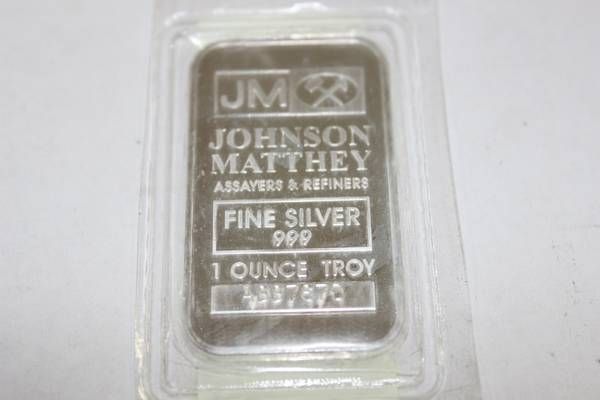 JM
JOHNSON
MATTHEY
ASSAYERS & REFINERS
FINE SILVER
999
1 OUNCE TROY